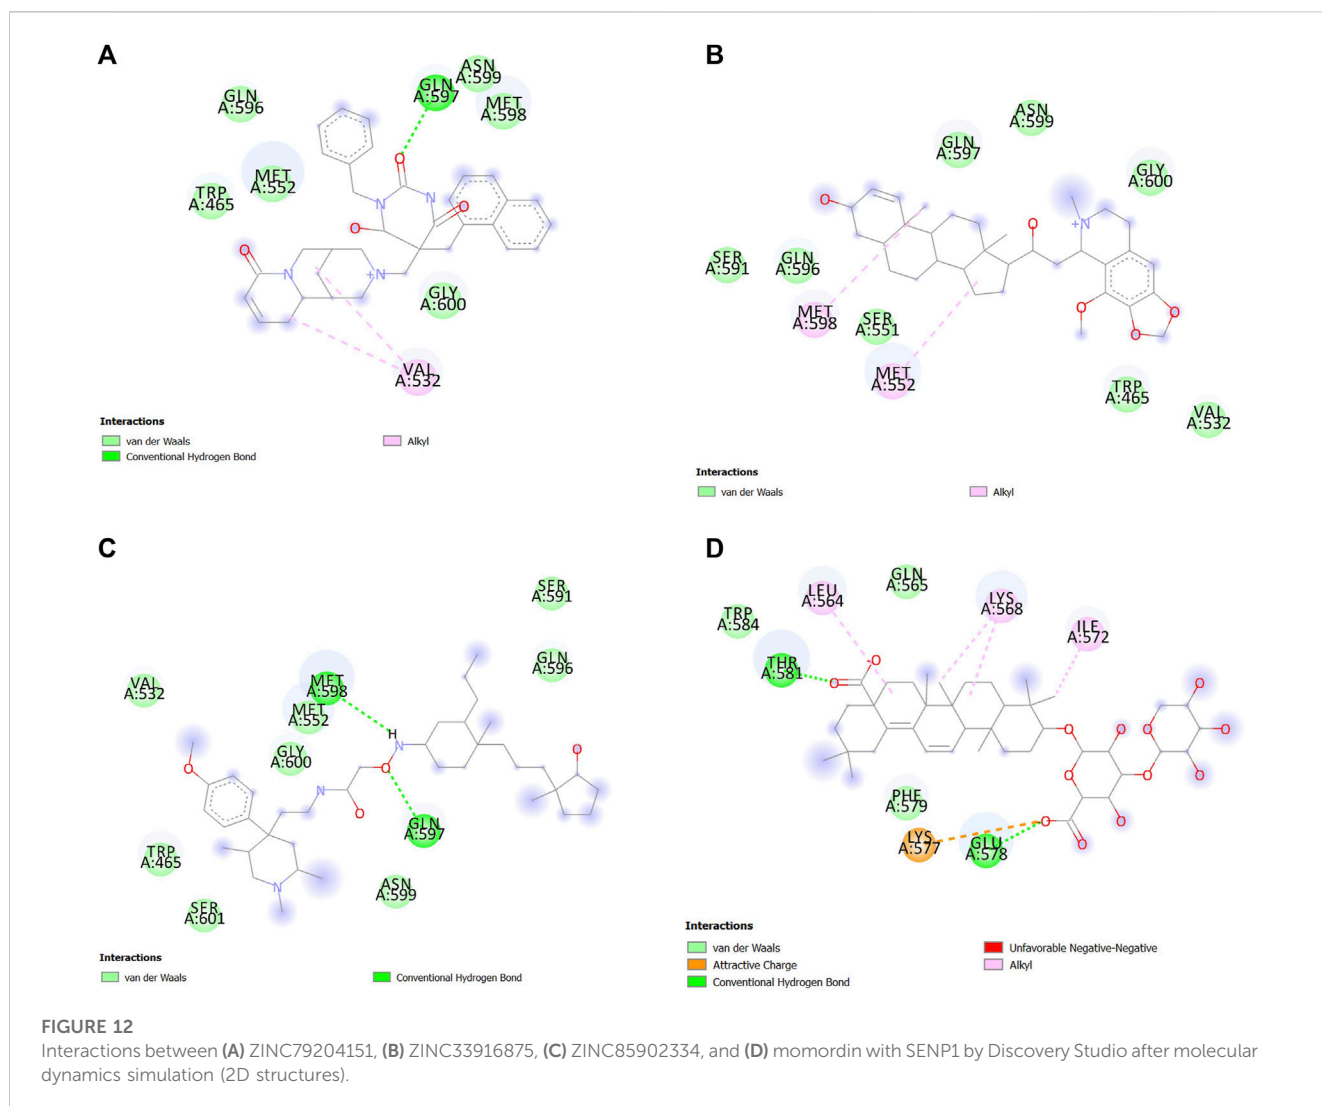 A
GLN
A:596
GLN
A:597
ASN
A:599
MET
A:598
TRP
A:465
MET
A:552
O
N
N
O
O
O
N
N
+
GLY
A:600
VAL
A:532
Interactions
van der Waals
Conventional Hydrogen Bond
Alkyl
B
ASN
A:599
GLN
A:597
GLY
A:600
O
O
N
+
SER
A:591
GLN
A:596
MET
A:598
SER
A:551
MET
A:552
O
O
O
TRP
A:465
VAL
A:532
Interactions
van der Waals
Alkyl
C
SER
A:591
GLN
A:596
VAL
A:532
MET
A:598
MET
A:552
GLY
A:600
H
N
O
O
O
N
O
GLN
A:597
TRP
A:465
N
ASN
A:599
SER
A:601
Interactions
van der Waals
Conventional Hydrogen Bond
D
LEU
A:564
GLN
A:565
LYS
A:568
TRP
A:584
ILE
A:572
THR
A:581
O
O
O
O
O
O
O
O
O
O
O
O
O
PHE
A:579
LYS
A:577
GLU
A:578
Interactions
van der Waals
Attractive Charge
Conventional Hydrogen Bond
Unfavorable Negative-Negative
Alkyl
FIGURE 12
Interactions between (A) ZINC79204151, (B) ZINC33916875, (C) ZINC85902334, and (D) momordin with SENP1 by Discovery Studio after molecular
dynamics simulation (2D structures).